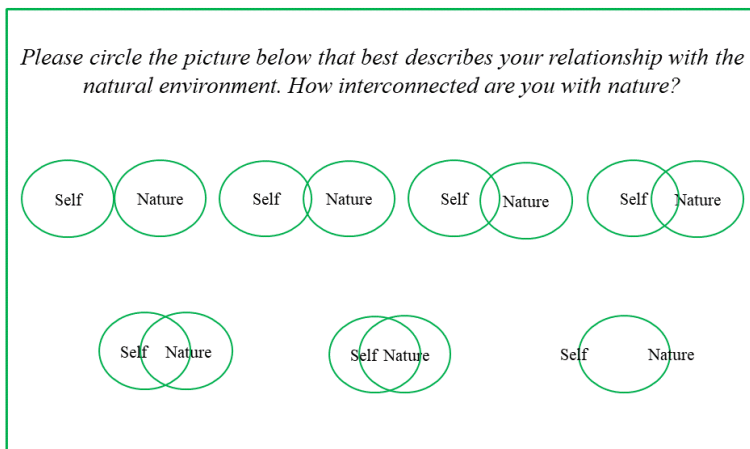 Please circle the picture below that best describes your relationship with the
natural environment. How interconnected are you with nature?
Self Nature Self Nature Self Nature Self Nature
Self Nature Self Nature Self Nature